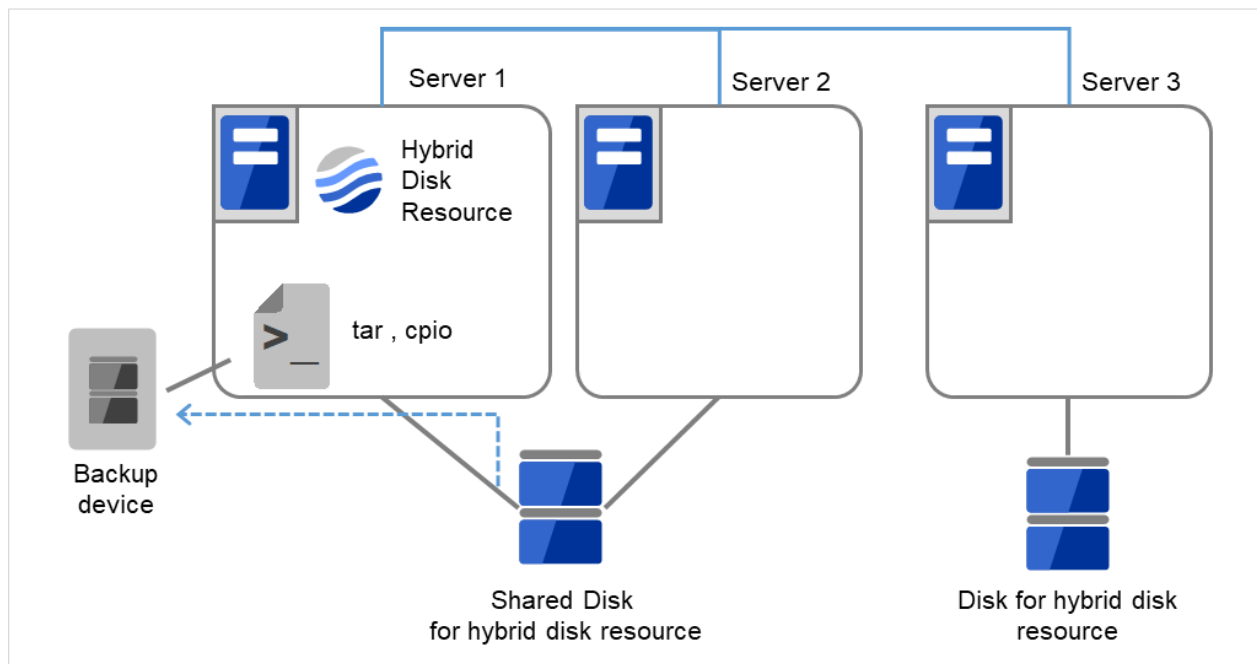 Server 1
Server 2
Server 3
Hybrid
Disk
Resource
tar , cpio
>_
Backup
device
Shared Disk
for hybrid disk resource
Disk for hybrid disk
resource